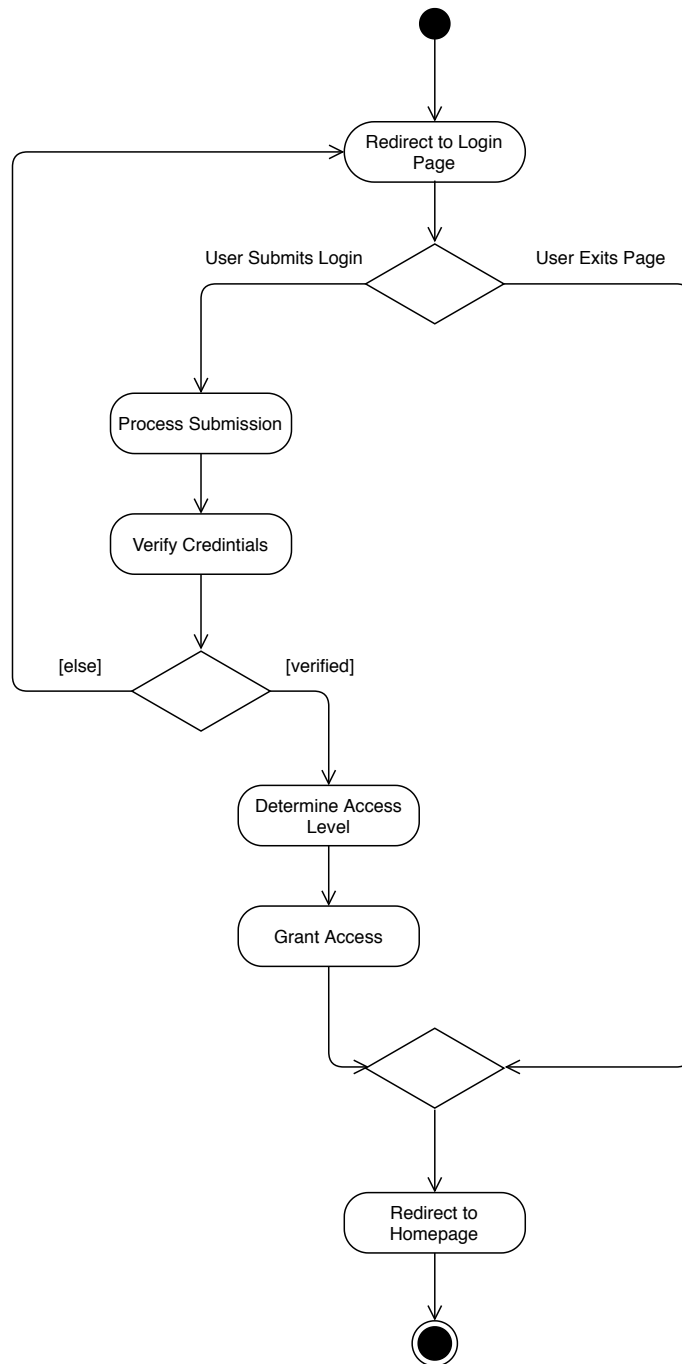 Redirect to Login
Page
User Submits Login
User Exits Page
Process Submission
Verify Credintials
[else]
[verified]
Determine Access
Level
Grant Access
Redirect to
Homepage